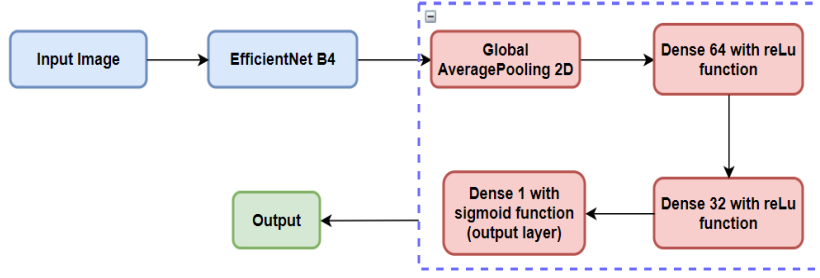 Input Image
EfficientNet B4
Global
AveragePooling 2D
Dense 64 with reLu
function
Dense 32 with reLu
function
Dense 1 with
sigmoid function
(output layer)
Output